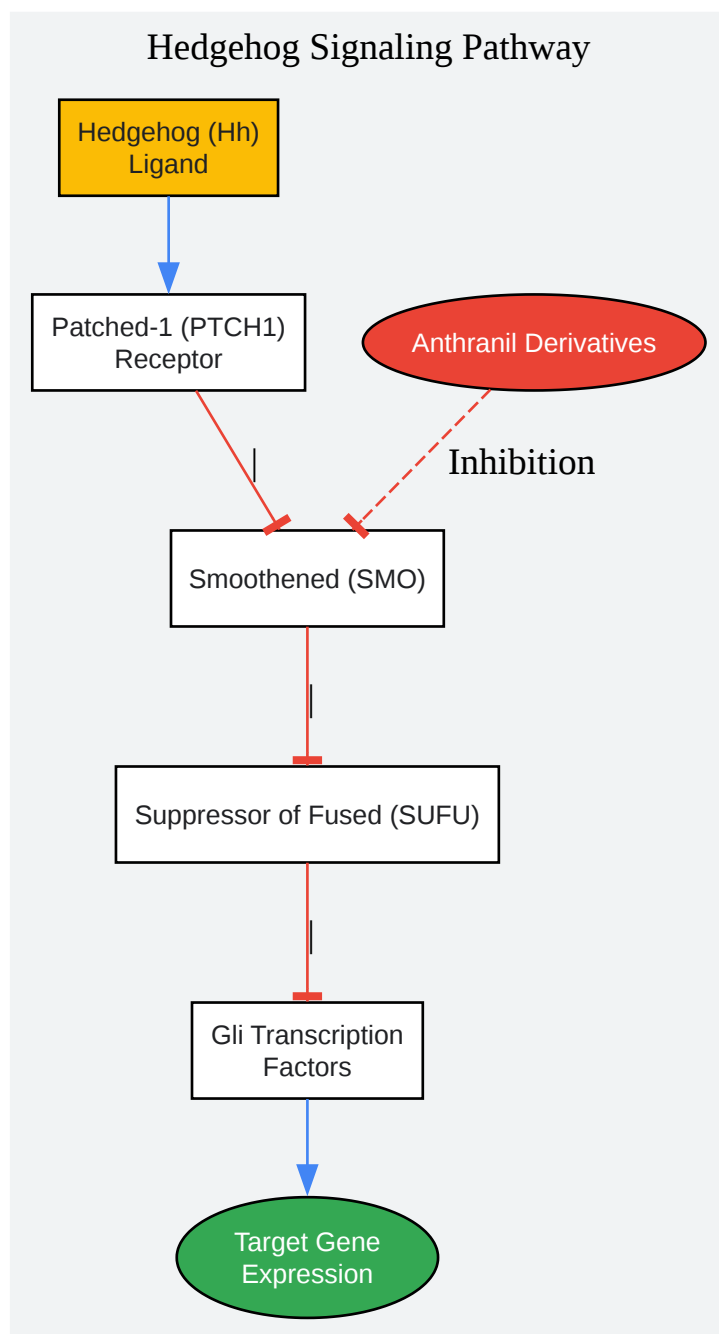 Hedgehog Signaling Pathway
Hedgehog (Hh)
Ligand
Patched-1 (PTCH1)
Receptor
Anthranil Derivatives
|
Inhibition
Smoothened (SMO)
|
Suppressor of Fused (SUFU)
|
Gli Transcription
Factors
Target Gene
Expression